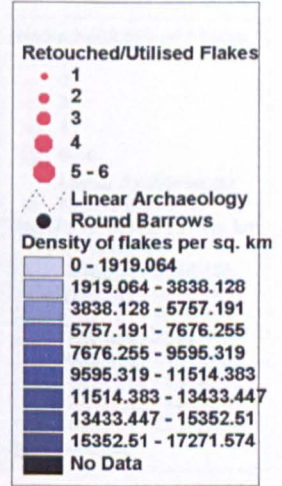 Retouched/Utilised Flakes
1
2
3
4
5 - 6
Linear Archaeology
Round Barrows
Density of flakes per sq. km
0 - 1919.064
1919.064 - 3838.128
3838.128 - 5757.191
5757.191 - 7676.255
7676.255 - 9595.319
9595.319 - 11514.383
11514.383 - 13433.447
13433.447 - 15352.51
15352.51 - 17271.574
No Data